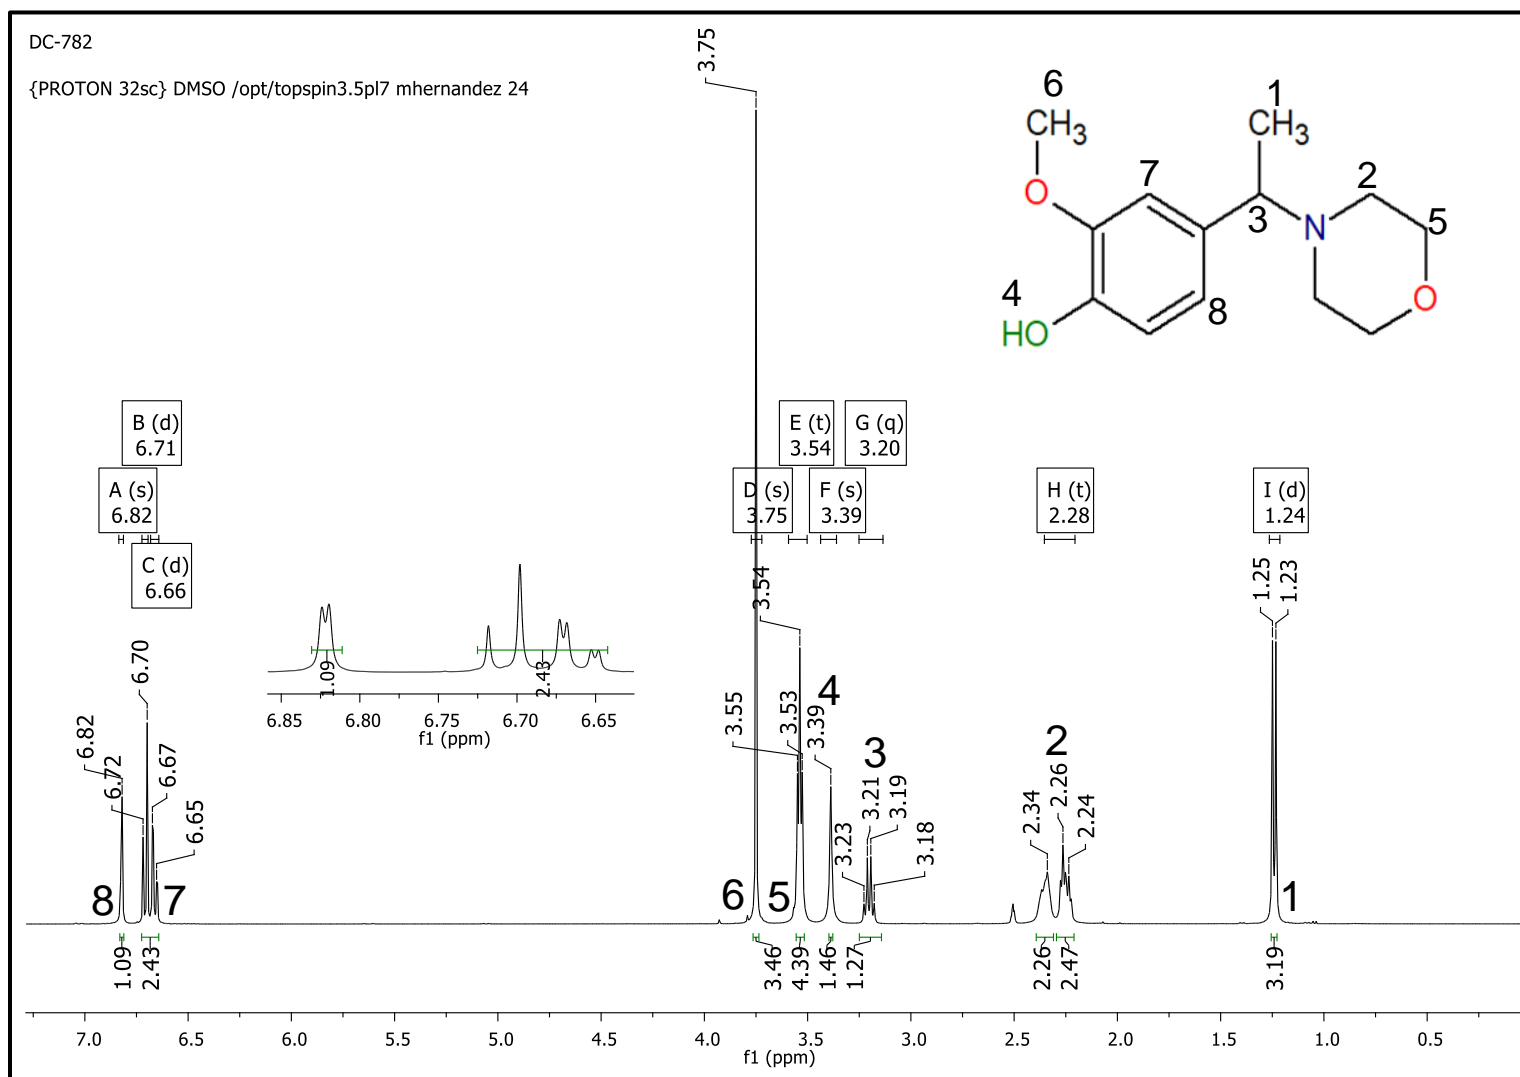 DC-782
{PROTON 32sc} DMSO /opt/topspin3.5pl7 mhernandez 24
3.75
6
CH3
1
CH3
7
2
O
3
N
5
4
HO
8
O
B (d)
6.71
E (t)
3.54
G (q)
3.20
A (s)
6.82
D (s)
3.75
F (s)
3.39
H (t)
2.28
I (d)
1.24
C (d)
6.66
6.82
6.72
6.70
6.67
6.65
1.09
2.43
6.85 6.80 6.75 6.70 6.65
f1 (ppm)
3.55
3.54
3.53
3.39
3.23
3.21
3.19
3.18
2.34
2.26
2.24
1.25
1.23
8
7
6
5
4
3
2
1
1.09
2.43
3.46
4.39
1.46
1.27
2.26
2.47
3.19
7.0 6.5 6.0 5.5 5.0 4.5 4.0 3.5 3.0 2.5 2.0 1.5 1.0 0.5
f1 (ppm)